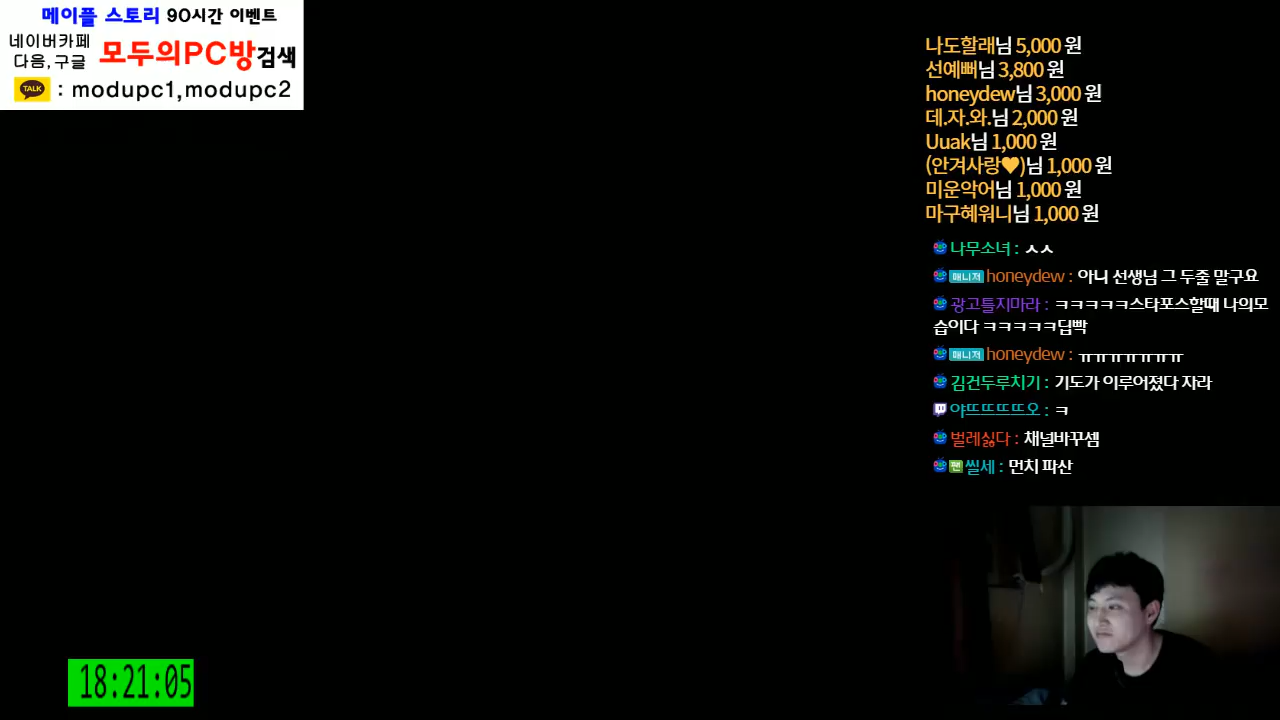 메이플 스토리 90시간 이벤트
네이버카페
다음,구글
모두의PC방검색
TALK : modupc1,modupc2
나도할래님 5,000 원
선예뻐님 3,800 원
honeydew님 3,000 원
데.자.와.님 2,000 원
Uuak님 1,000 원
(안겨사랑♥)님 1,000 원
미운악어님 1,000 원
마구혜워니님 1,000 원
나무소녀 : ㅅㅅ
매니저 honeydew : 아니 선생님 그 두줄 말구요
광고틀지마라 : ㅋㅋㅋㅋㅋ스타포스할때 나의모
습이다 ㅋㅋㅋㅋㅋ딥빡
매니저 honeydew : ㅠㅠㅠㅠㅠㅠㅠ
김건두루치기 : 기도가 이루어졌다 자라
야뜨뜨뜨뜨오 : ㅋ
벌레싫다 : 채널바꾸셈
팬 씰세 : 먼치 파산
18:21:05